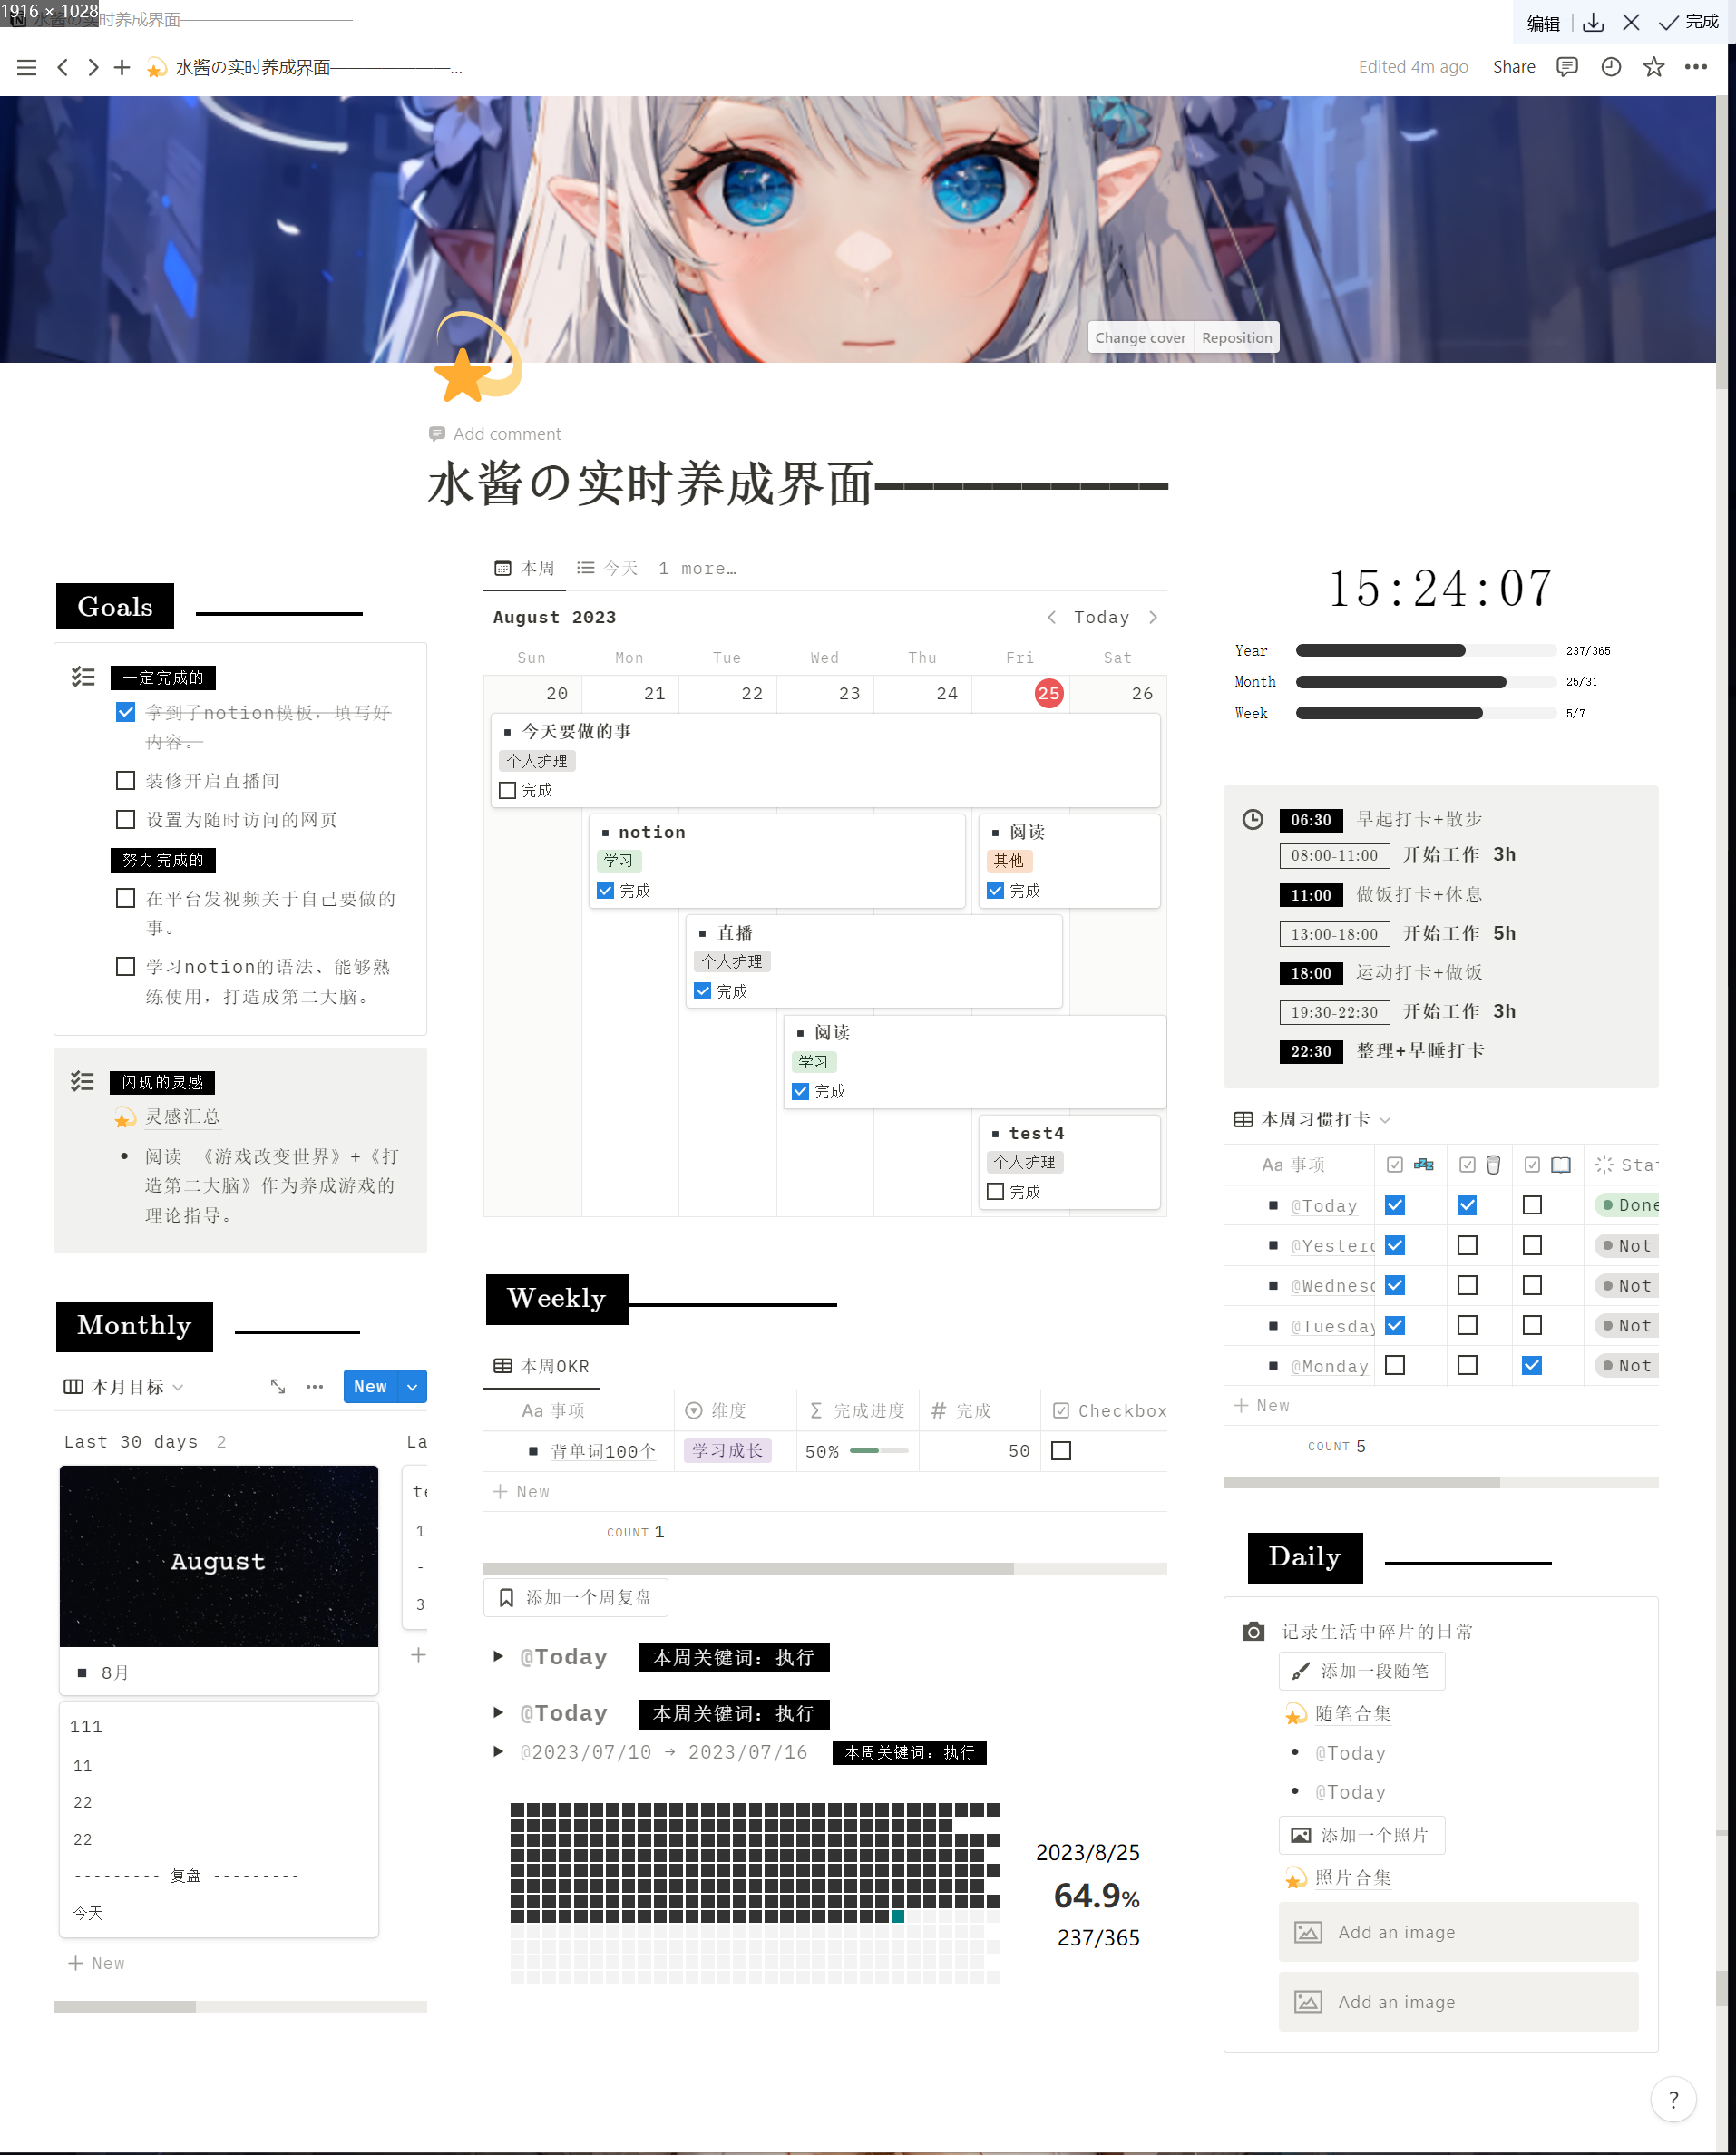 1916 × 1028
水酱の实时养成界面——————————
编辑
完成
水酱の实时养成界面———————...
Edited 4m ago
Share
Change cover
Reposition
Add comment
水酱の实时养成界面——————
Goals
一定完成的
拿到了notion模板，填写好
内容。
装修开启直播间
设置为随时访问的网页
努力完成的
在平台发视频关于自己要做的
事。
学习notion的语法、能够熟
练使用，打造成第二大脑。
闪现的灵感
灵感汇总
• 阅读 《游戏改变世界》+《打
造第二大脑》作为养成游戏的
理论指导。
Monthly
本月目标
New
Last 30 days 2
La
August
8月
111
11
22
22
--------- 复盘 ---------
今天
+ New
te
1
-
3
+
本周
今天
1 more…
August 2023
Today
Sun Mon Tue Wed Thu Fri Sat
20 21 22 23 24 25 26
▪ 今天要做的事
个人护理
完成
▪ notion
学习
完成
▪ 阅读
其他
完成
▪ 直播
个人护理
完成
▪ 阅读
学习
完成
▪ test4
个人护理
完成
Weekly
本周OKR
Aa 事项 维度 Σ 完成进度 # 完成 Checkbox
▪ 背单词100个 学习成长 50% 50
+ New
COUNT 1
添加一个周复盘
@Today 本周关键词：执行
@Today 本周关键词：执行
@2023/07/10 → 2023/07/16 本周关键词：执行
2023/8/25
64.9%
237/365
15:24:07
Year 237/365
Month 25/31
Week 5/7
06:30 早起打卡+散步
08:00-11:00 开始工作 3h
11:00 做饭打卡+休息
13:00-18:00 开始工作 5h
18:00 运动打卡+做饭
19:30-22:30 开始工作 3h
22:30 整理+早睡打卡
本周习惯打卡
Aa 事项 💤 🥛 📖 Stat
@Today Done
@Yesterd Not
@Wednesd Not
@Tuesday Not
@Monday Not
+ New
COUNT 5
Daily
记录生活中碎片的日常
添加一段随笔
随笔合集
• @Today
• @Today
添加一个照片
照片合集
Add an image
Add an image
?